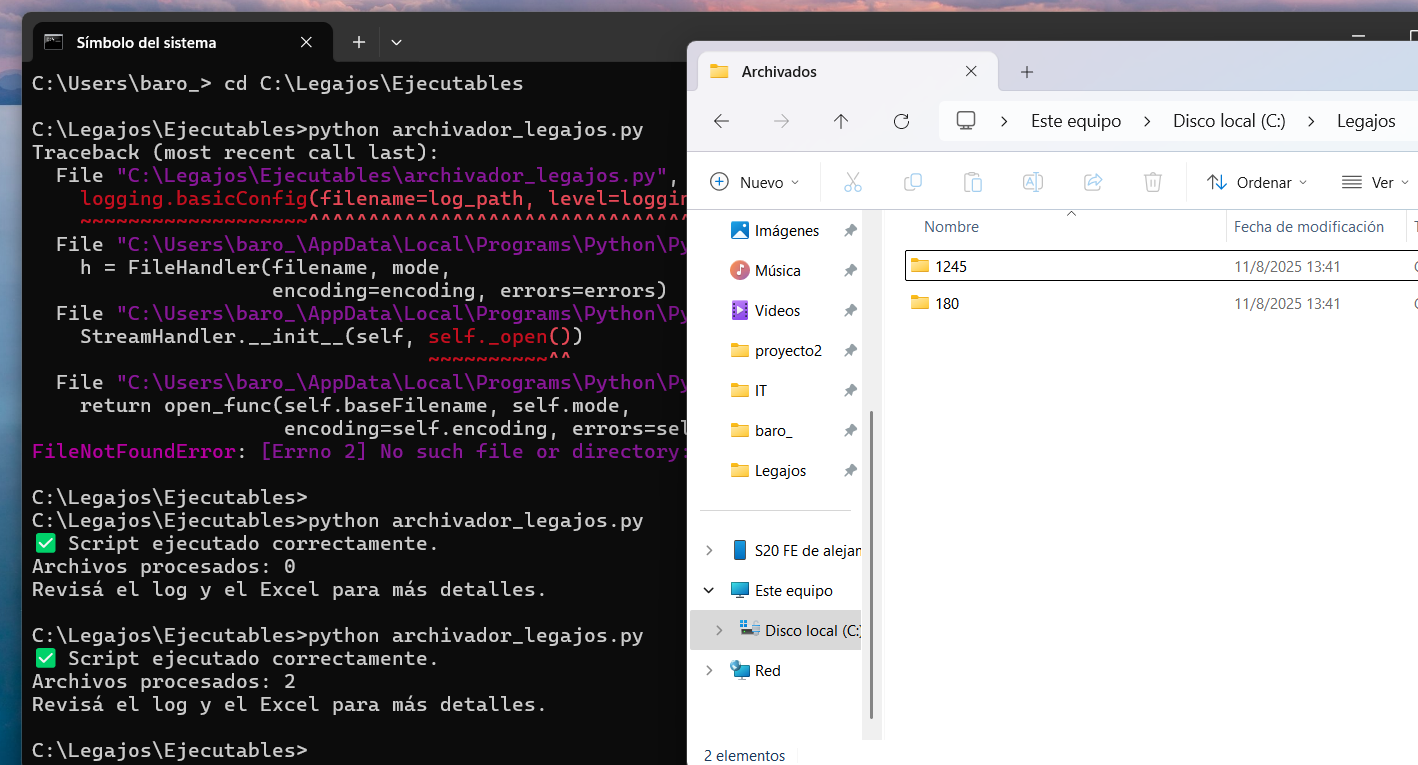 Símbolo del sistema
C:\Users\baro_> cd C:\Legajos\Ejecutables
C:\Legajos\Ejecutables>python archivador_legajos.py
Traceback (most recent call last):
File "C:\Legajos\Ejecutables\archivador_legajos.py",
logging.basicConfig(filename=log_path, level=loggin
~~~~~~~~~~~~~~~~~~~^^^^^^^^^^^^^^^^^^^^^^^^^^^^^^^^
File "C:\Users\baro_\AppData\Local\Programs\Python\Py
h = FileHandler(filename, mode,
encoding=encoding, errors=errors)
File "C:\Users\baro_\AppData\Local\Programs\Python\Py
StreamHandler.__init__(self, self._open())
~~~~~~~~~~^^
File "C:\Users\baro_\AppData\Local\Programs\Python\Py
return open_func(self.baseFilename, self.mode,
encoding=self.encoding, errors=sel
FileNotFoundError: [Errno 2] No such file or directory:
C:\Legajos\Ejecutables>
C:\Legajos\Ejecutables>python archivador_legajos.py
✅ Script ejecutado correctamente.
Archivos procesados: 0
Revisá el log y el Excel para más detalles.
C:\Legajos\Ejecutables>python archivador_legajos.py
✅ Script ejecutado correctamente.
Archivos procesados: 2
Revisá el log y el Excel para más detalles.
C:\Legajos\Ejecutables>
Archivados
Este equipo > Disco local (C:) > Legajos
Nuevo
Ordenar
Ver
Imágenes
Música
Videos
proyecto2
IT
baro_
Legajos
S20 FE de alejan
Este equipo
Disco local (C:)
Red
Nombre Fecha de modificación
1245 11/8/2025 13:41
180 11/8/2025 13:41
2 elementos